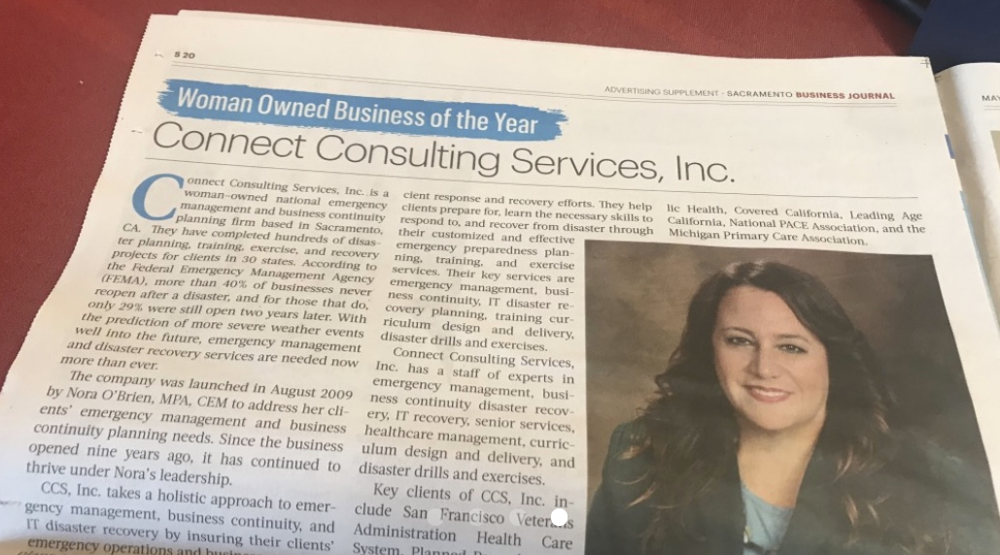 S 20
ADVERTISING SUPPLEMENT - SACRAMENTO BUSINESS JOURNAL
Woman Owned Business of the Year
Connect Consulting Services, Inc.
Connect Consulting Services, Inc. is a
woman-owned national emergency
management and business continuity
planning firm based in Sacramento,
CA. They have completed hundreds of disas-
ter planning, training, exercise, and recovery
projects for clients in 30 states. According to
the Federal Emergency Management Agency
(FEMA), more than 40% of businesses never
reopen after a disaster, and for those that do,
only 29% were still open two years later. With
the prediction of more severe weather events
well into the future, emergency management
and disaster recovery services are needed now
more than ever.
The company was launched in August 2009
by Nora O'Brien, MPA, CEM to address her cli-
ents' emergency management and business
continuity planning needs. Since the business
opened nine years ago, it has continued to
thrive under Nora's leadership.
CCS, Inc. takes a holistic approach to emer-
gency management, business continuity, and
IT disaster recovery by insuring their clients'
emergency operations and
cient response and recovery efforts. They help
clients prepare for, learn the necessary skills to
respond to, and recover from disaster through
their customized and effective
emergency preparedness plan-
ning, training, and exercise
services. Their key services are
emergency management, busi-
ness continuity, IT disaster re-
covery planning, training cur-
riculum design and delivery,
disaster drills and exercises.
Connect Consulting Services,
Inc. has a staff of experts in
emergency management, busi-
ness continuity disaster recov-
ery, IT recovery, senior services,
healthcare management, curric-
ulum design and delivery, and
disaster drills and exercises.
Key clients of CCS, Inc. in-
clude San Francisco Veterans
Administration Health Care
System, Planned
lic Health, Covered California, Leading Age
California, National PACE Association, and the
Michigan Primary Care Association.
MAY